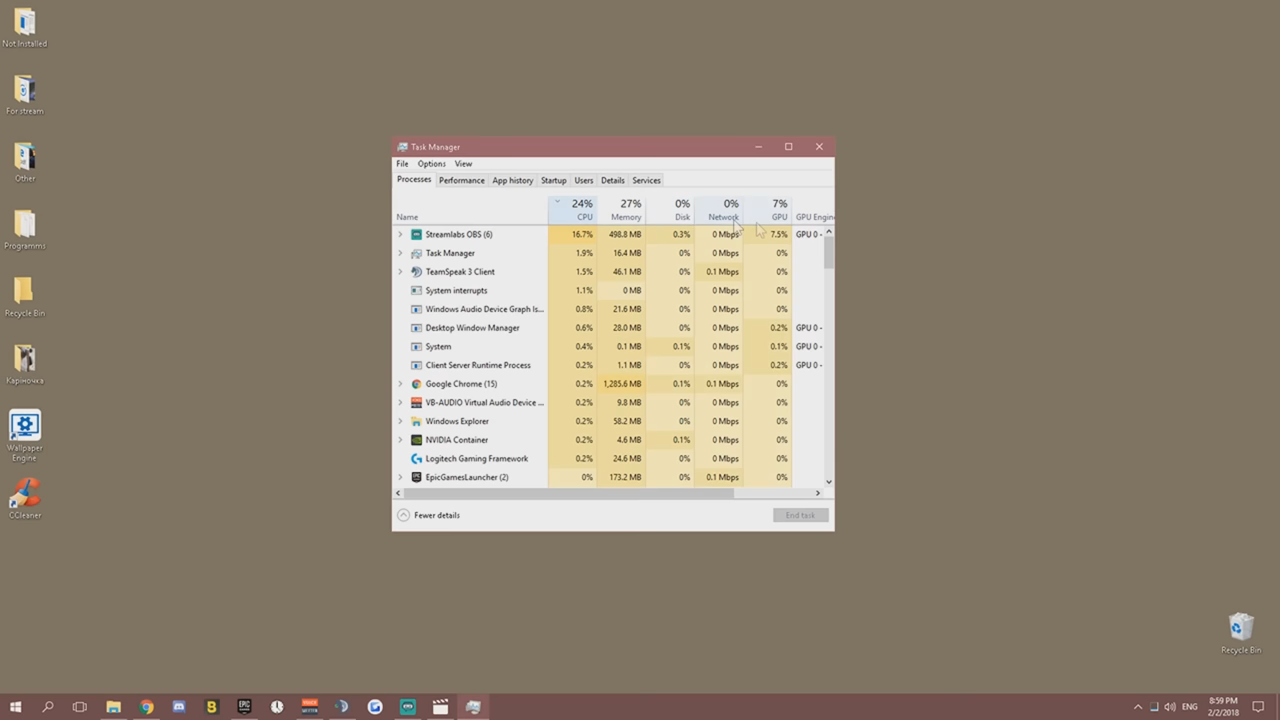 Not Installed
For stream
Other
Programms
Recycle Bin
Каріночка
Wallpaper
Engine
CCleaner
Task Manager
File Options View
Processes Performance App history Startup Users Details Services
24% 27% 0% 0% 7%
Name CPU Memory Disk Network GPU GPU Engine
Streamlabs OBS (6) 16.7% 498.8 MB 0.3% 0 Mbps 7.5% GPU 0 -
Task Manager 1.9% 16.4 MB 0% 0 Mbps 0%
TeamSpeak 3 Client 1.5% 46.1 MB 0% 0.1 Mbps 0%
System interrupts 1.1% 0 MB 0% 0 Mbps 0%
Windows Audio Device Graph Is... 0.8% 21.6 MB 0% 0 Mbps 0%
Desktop Window Manager 0.6% 28.0 MB 0% 0 Mbps 0.2% GPU 0 -
System 0.4% 0.1 MB 0.1% 0 Mbps 0.1% GPU 0 -
Client Server Runtime Process 0.2% 1.1 MB 0% 0 Mbps 0.2% GPU 0 -
Google Chrome (15) 0.2% 1,285.6 MB 0.1% 0.1 Mbps 0%
VB-AUDIO Virtual Audio Device ... 0.2% 9.8 MB 0% 0 Mbps 0%
Windows Explorer 0.2% 58.2 MB 0% 0 Mbps 0%
NVIDIA Container 0.2% 4.6 MB 0.1% 0 Mbps 0%
Logitech Gaming Framework 0.2% 24.6 MB 0% 0 Mbps 0%
EpicGamesLauncher (2) 0% 173.2 MB 0% 0.1 Mbps 0%
Fewer details End task
Recycle Bin
EPIC
ENG
8:59 PM
2/2/2018